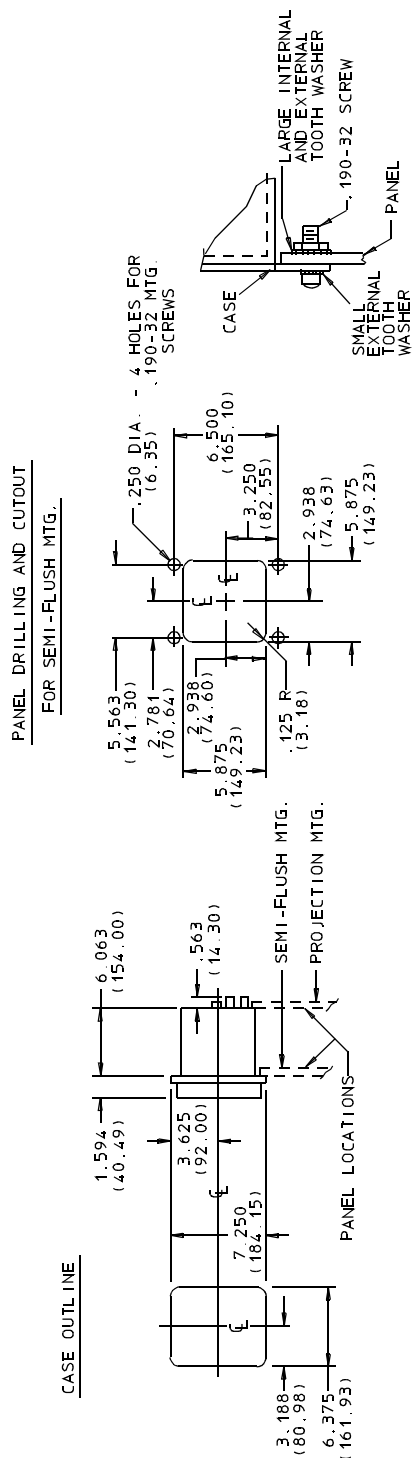 CASE OUTLINE
3.188
(80.98)
6.375
(161.93)
7.250
(184.15)
3.625
(92.00)
1.594
(40.49)
6.063
(154.00)
.563
(14.30)
SEMI-FLUSH MTG.
PROJECTION MTG.
PANEL LOCATIONS
PANEL DRILLING AND CUTOUT
FOR SEMI-FLUSH MTG.
5.563
(141.30)
2.781
(70.64)
2.938
(74.60)
5.875
(149.23)
.125 R
(3.18)
.250 DIA. - 4 HOLES FOR
(6.35) .190-32 MTG.
SCREWS
6.500
(165.10)
3.250
(82.55)
2.938
(74.63)
5.875
(149.23)
CASE
SMALL
EXTERNAL
TOOTH
WASHER
LARGE INTERNAL
AND EXTERNAL
TOOTH WASHER
.190-32 SCREW
PANEL